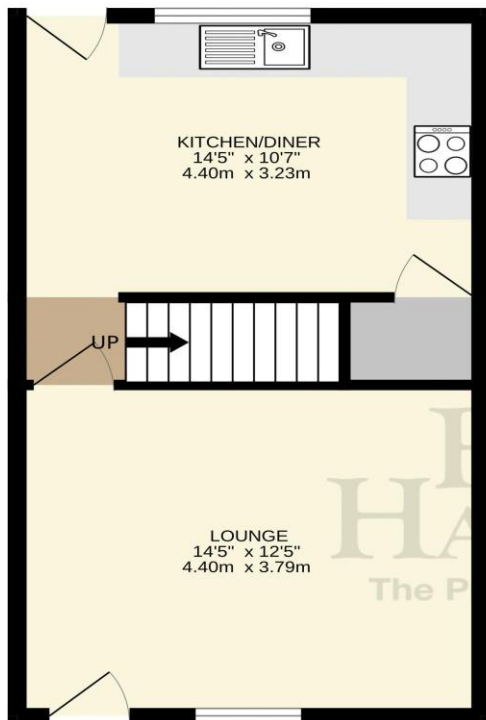 KITCHEN/DINER
14'5" x 10'7"
4.40m x 3.23m
UP
LOUNGE
14'5" x 12'5"
4.40m x 3.79m
The